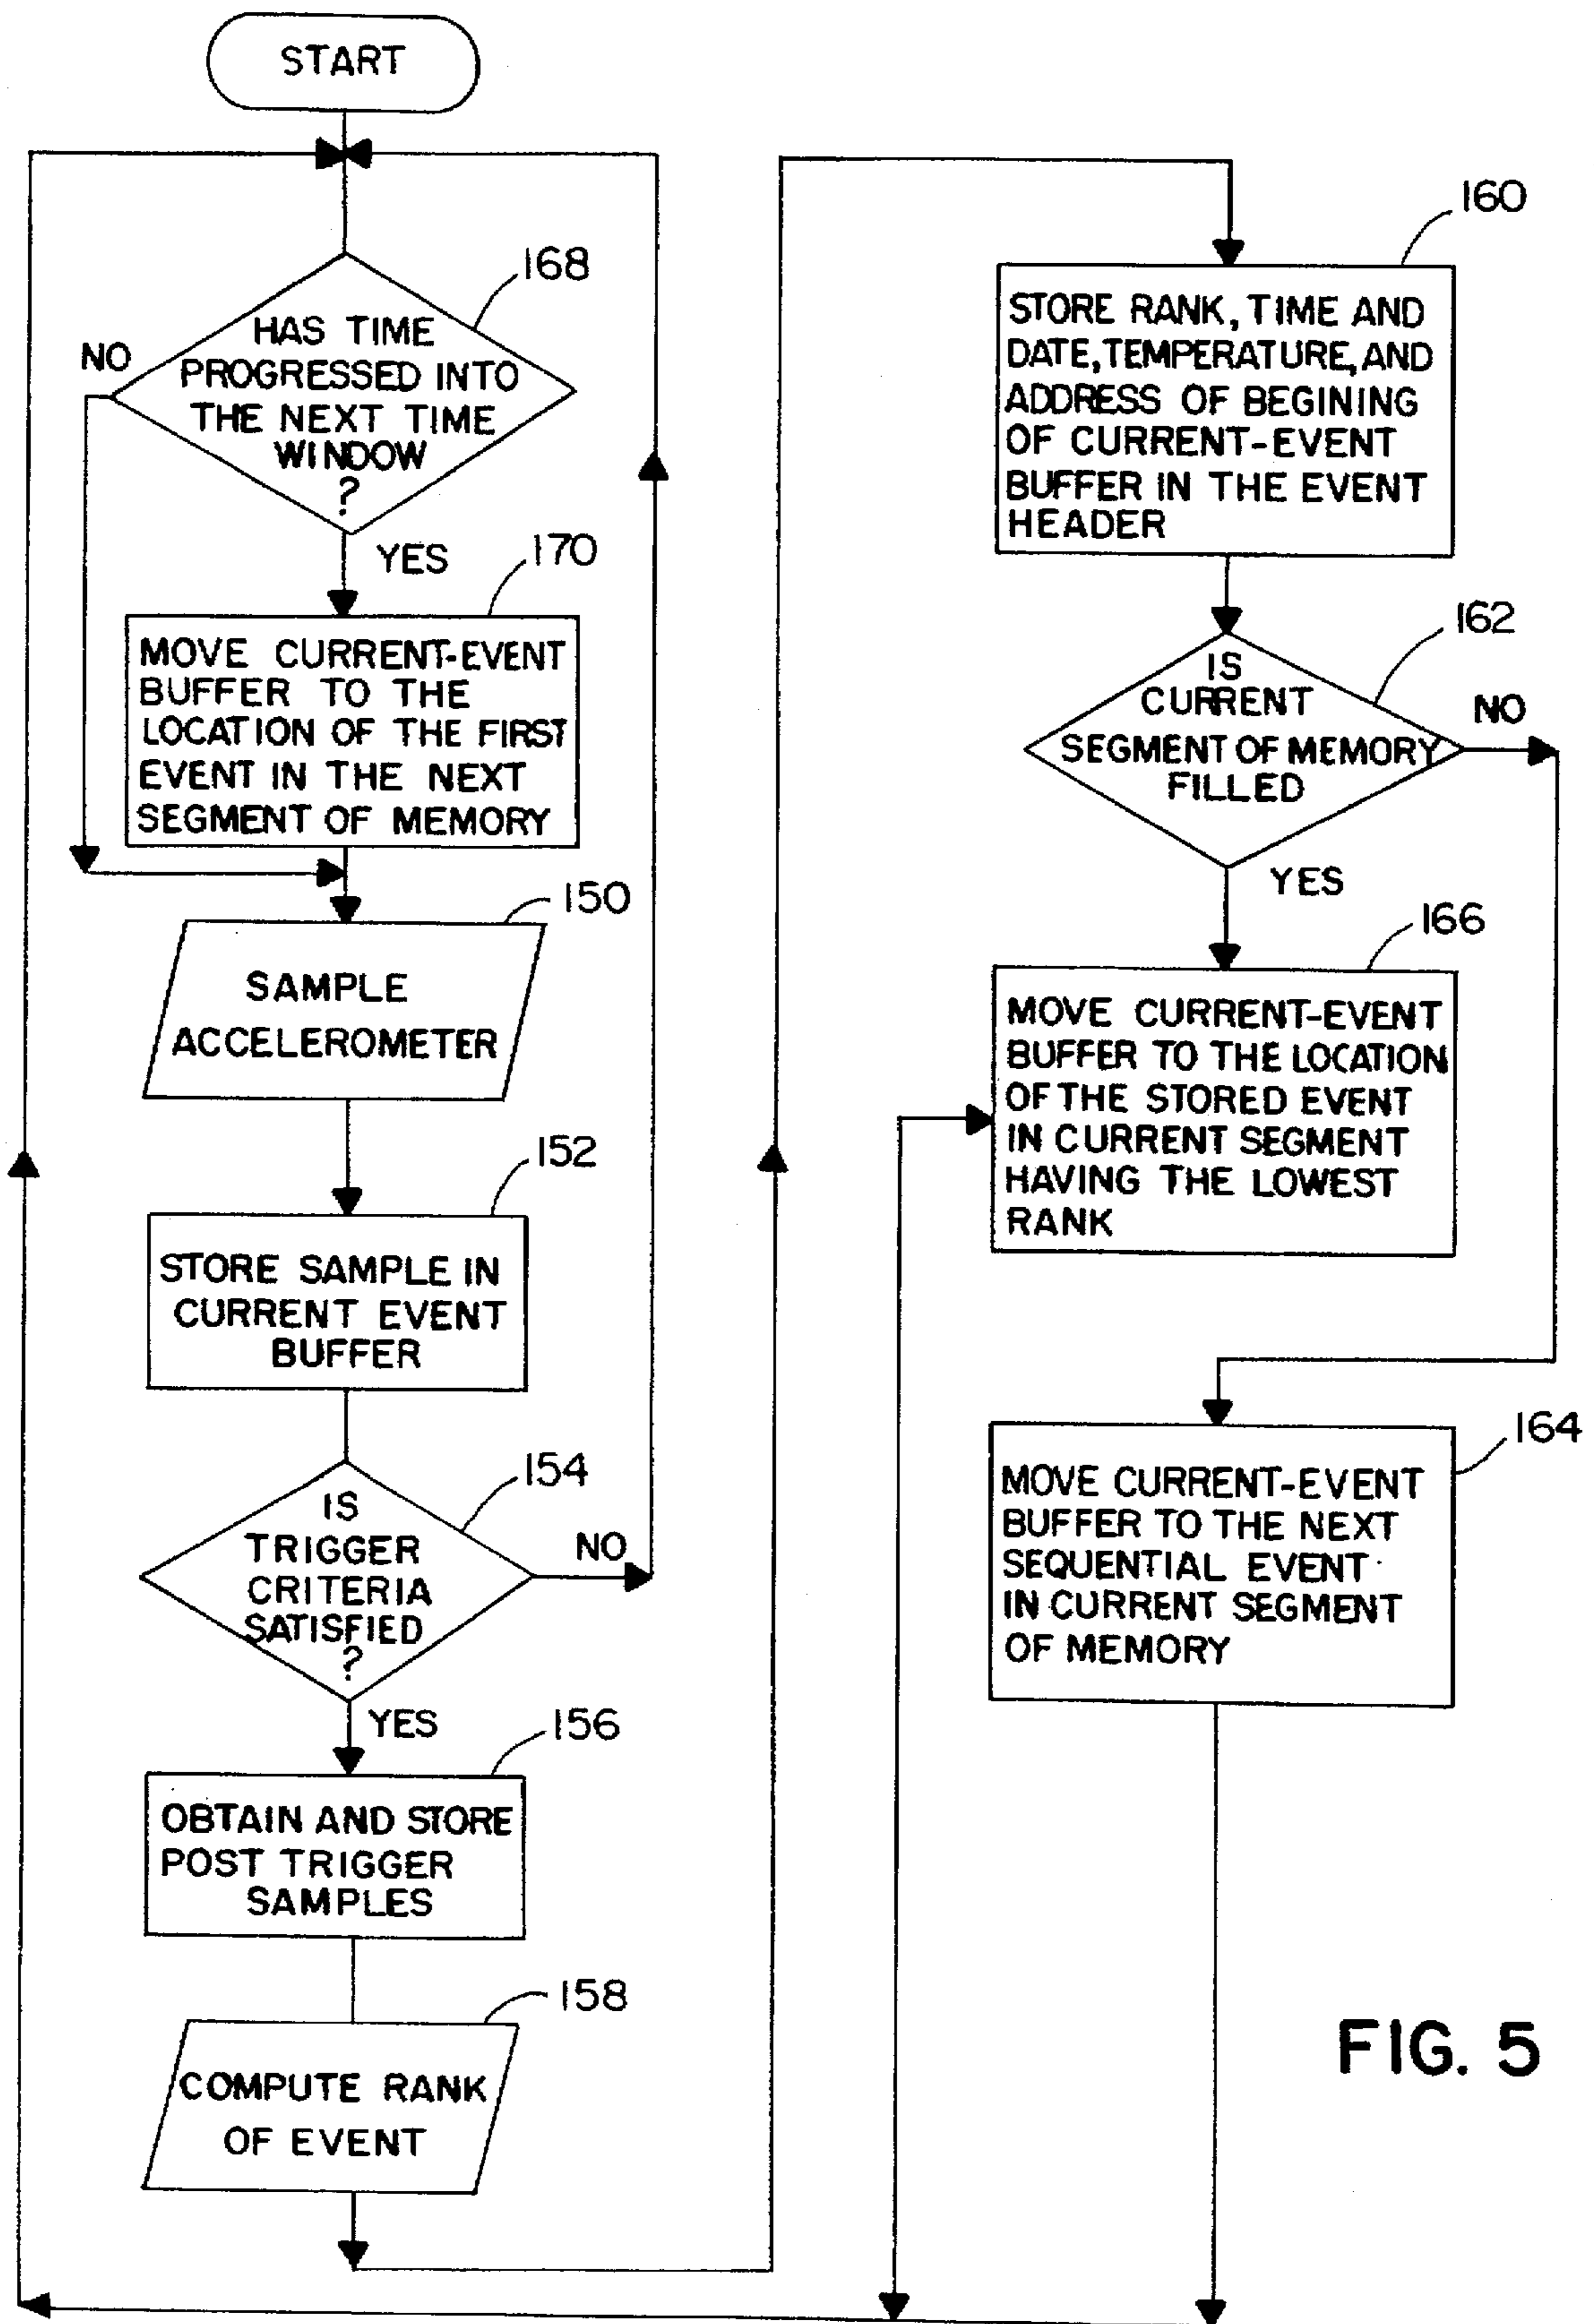 START
168
HAS TIME
PROGRESSED INTO
THE NEXT TIME
WINDOW
?
NO
YES
170
MOVE CURRENT-EVENT
BUFFER TO THE
LOCATION OF THE FIRST
EVENT IN THE NEXT
SEGMENT OF MEMORY
150
SAMPLE
ACCELEROMETER
152
STORE SAMPLE IN
CURRENT EVENT
BUFFER
154
IS
TRIGGER
CRITERIA
SATISFIED
?
NO
YES
156
OBTAIN AND STORE
POST TRIGGER
SAMPLES
158
COMPUTE RANK
OF EVENT
160
STORE RANK, TIME AND
DATE, TEMPERATURE, AND
ADDRESS OF BEGINING
OF CURRENT-EVENT
BUFFER IN THE EVENT
HEADER
162
IS
CURRENT
SEGMENT OF MEMORY
FILLED
NO
YES
166
MOVE CURRENT-EVENT
BUFFER TO THE LOCATION
OF THE STORED EVENT
IN CURRENT SEGMENT
HAVING THE LOWEST
RANK
164
MOVE CURRENT-EVENT
BUFFER TO THE NEXT
SEQUENTIAL EVENT
IN CURRENT SEGMENT
OF MEMORY
FIG. 5